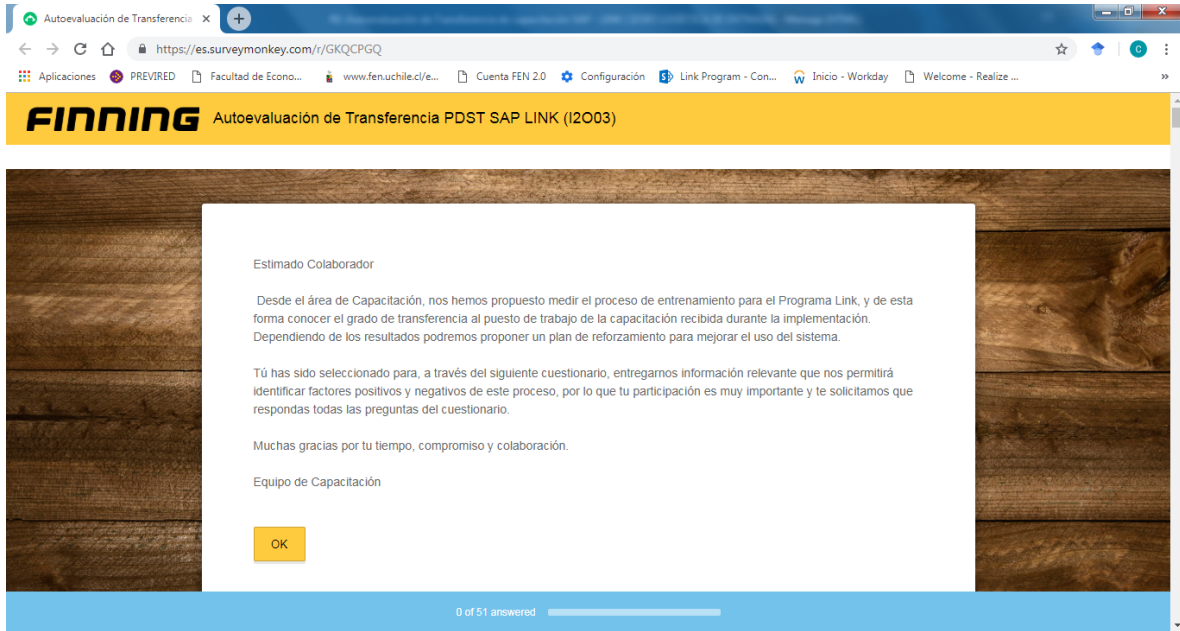 Autoevaluación de Transferencia
https://es.surveymonkey.com/r/GKQCPGQ
C
Aplicaciones PREVIRED Facultad de Econo... www.fen.uchile.cl/e... Cuenta FEN 2.0 Configuración Link Program - Con... Inicio - Workday Welcome - Realize ... »
FINNING Autoevaluación de Transferencia PDST SAP LINK (I2O03)
Estimado Colaborador
Desde el área de Capacitación, nos hemos propuesto medir el proceso de entrenamiento para el Programa Link, y de esta
forma conocer el grado de transferencia al puesto de trabajo de la capacitación recibida durante la implementación.
Dependiendo de los resultados podremos proponer un plan de reforzamiento para mejorar el uso del sistema.
Tú has sido seleccionado para, a través del siguiente cuestionario, entregarnos información relevante que nos permitirá
identificar factores positivos y negativos de este proceso, por lo que tu participación es muy importante y te solicitamos que
respondas todas las preguntas del cuestionario.
Muchas gracias por tu tiempo, compromiso y colaboración.
Equipo de Capacitación
OK
0 of 51 answered